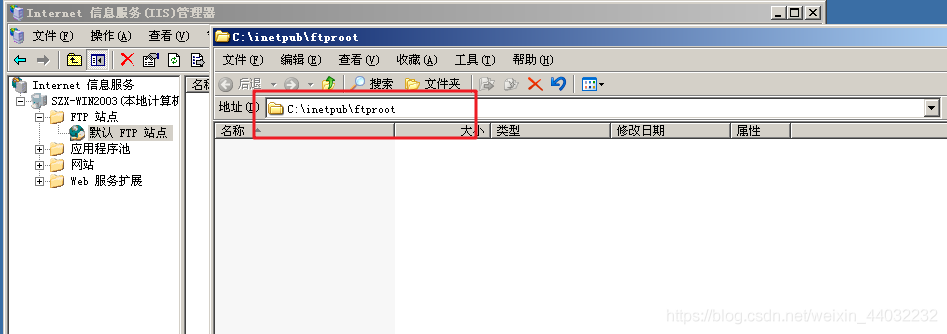 Internet 信息服务(IIS)管理器
文件(F) 操作(A) 查看(V)
Internet 信息服务
SZX-WIN2003(本地计算机
FTP 站点
默认 FTP 站点
应用程序池
网站
Web 服务扩展
C:\inetpub\ftproot
文件(F) 编辑(E) 查看(V) 收藏(A) 工具(T) 帮助(H)
后退 搜索 文件夹
地址(D) C:\inetpub\ftproot
名称 大小 类型 修改日期 属性
https://blog.csdn.net/weixin_44032232